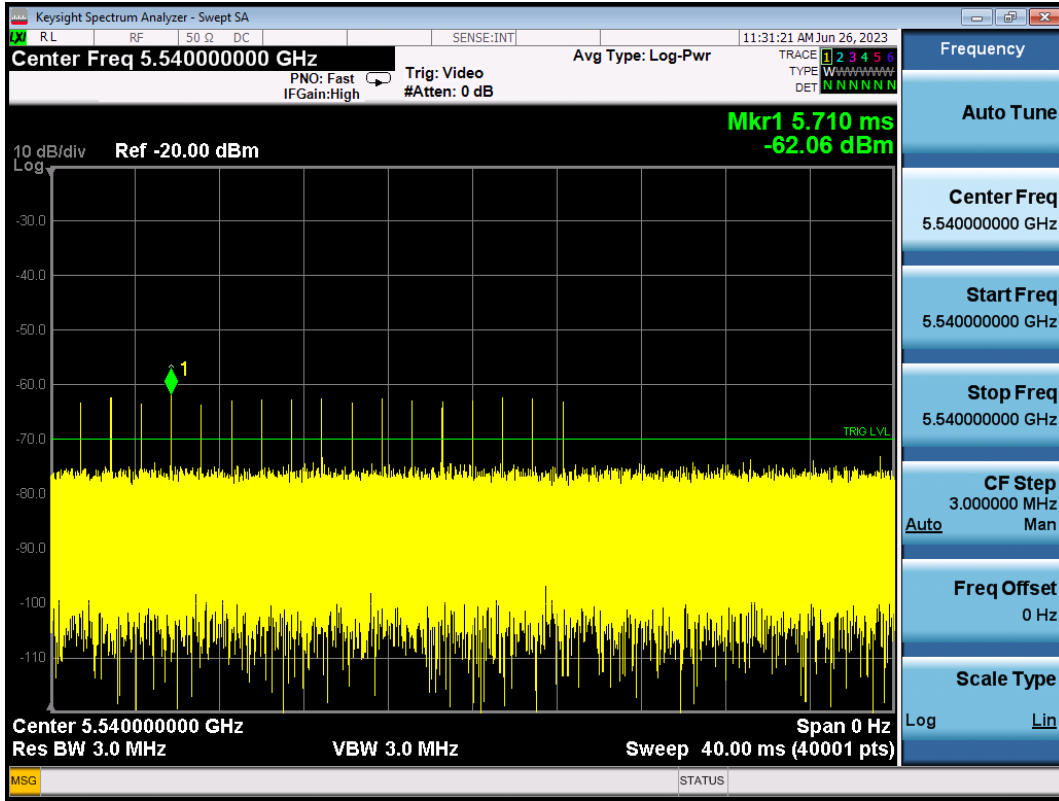 Keysight Spectrum Analyzer - Swept SA
LXI RL RF 50 Ω DC SENSE:INT 11:31:21 AM Jun 26, 2023
Center Freq 5.540000000 GHz
PNO: Fast
IFGain:High
Trig: Video
#Atten: 0 dB
Avg Type: Log-Pwr
TRACE 1 2 3 4 5 6
TYPE WWWWWW
DET N N N N N N
Mkr1 5.710 ms
-62.06 dBm
10 dB/div Ref -20.00 dBm
Log
-30.0
-40.0
-50.0
1
-60.0
-70.0
TRIG LVL
-80.0
-90.0
-100
-110
Center 5.540000000 GHz Span 0 Hz
Res BW 3.0 MHz VBW 3.0 MHz Sweep 40.00 ms (40001 pts)
MSG STATUS
Frequency
Auto Tune
Center Freq
5.540000000 GHz
Start Freq
5.540000000 GHz
Stop Freq
5.540000000 GHz
CF Step
3.000000 MHz
Auto Man
Freq Offset
0 Hz
Scale Type
Log Lin